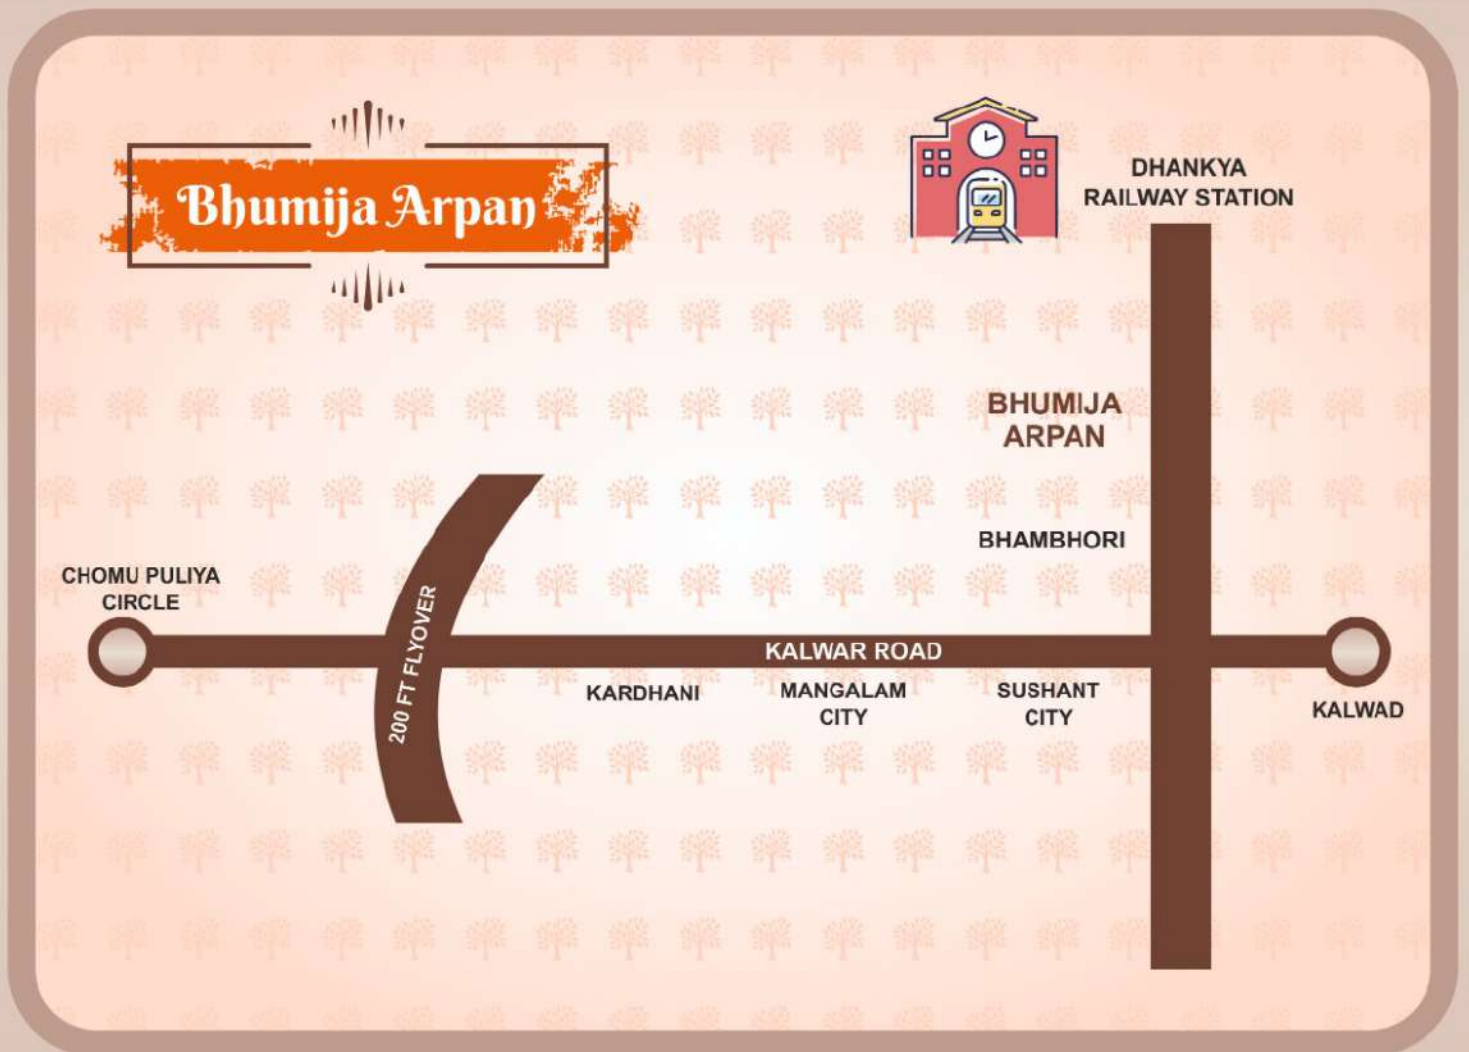 Bhumija Arpan
DHANKYA
RAILWAY STATION
BHUMIJA
ARPAN
BHAMBHORI
CHOMU PULIYA
CIRCLE
200 FT FLYOVER
KALWAR ROAD
KARDHANI
MANGALAM
CITY
SUSHANT
CITY
KALWAD